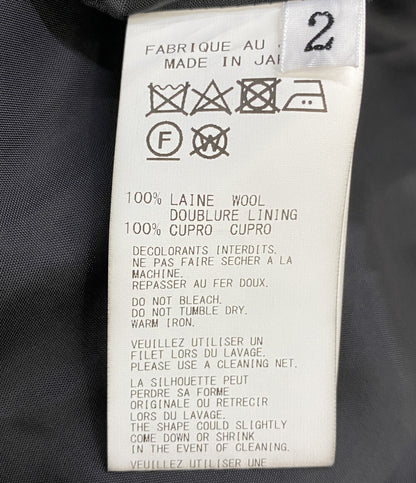 FABRIQUE AU
2
MADE IN
F W
100% LAINE WOOL
DOUBLURE LINING
100% CUPRO CUPRO
DECOLORANTS INTERDITS.
NE PAS FAIRE SECHER A LA
MACHINE.
REPASSER AU FER DOUX.
DO NOT BLEACH.
DO NOT TUMBLE DRY.
WARM IRON.
VEUILLEZ UTILISER UN
FILET LORS DU LAVAGE.
PLEASE USE A CLEANING NET.
LA SILHOUETTE PEUT
PERDRE SA FORME
ORIGINALE OU RETRECIR
LORS DU LAVAGE.
THE SHAPE COULD SLIGHTLY
COME DOWN OR SHRINK
IN THE EVENT OF CLEANING.
VEUILLEZ UTILISER UNE